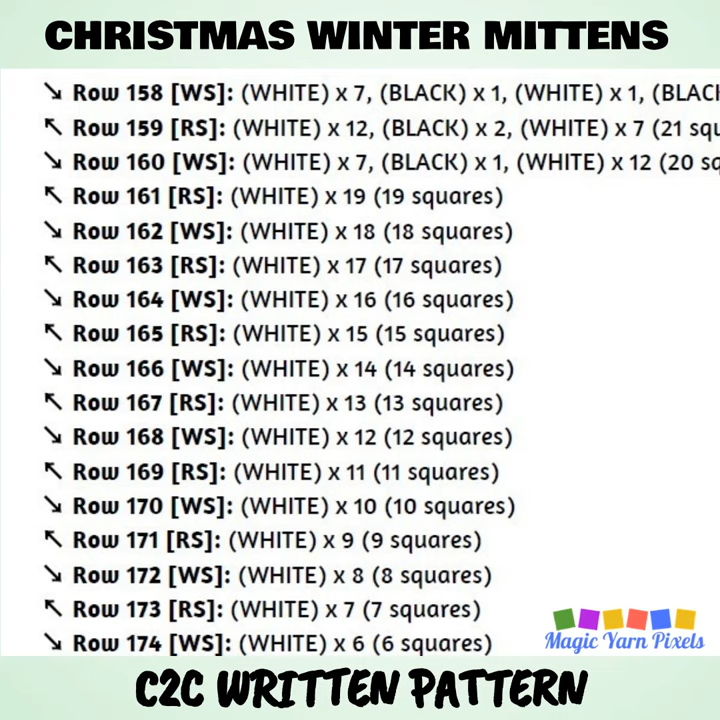 CHRISTMAS WINTER MITTENS
↘ Row 158 [WS]: (WHITE) x 7, (BLACK) x 1, (WHITE) x 1, (BLACK
↖ Row 159 [RS]: (WHITE) x 12, (BLACK) x 2, (WHITE) x 7 (21 squ
↘ Row 160 [WS]: (WHITE) x 7, (BLACK) x 1, (WHITE) x 12 (20 sq
↖ Row 161 [RS]: (WHITE) x 19 (19 squares)
↘ Row 162 [WS]: (WHITE) x 18 (18 squares)
↖ Row 163 [RS]: (WHITE) x 17 (17 squares)
↘ Row 164 [WS]: (WHITE) x 16 (16 squares)
↖ Row 165 [RS]: (WHITE) x 15 (15 squares)
↘ Row 166 [WS]: (WHITE) x 14 (14 squares)
↖ Row 167 [RS]: (WHITE) x 13 (13 squares)
↘ Row 168 [WS]: (WHITE) x 12 (12 squares)
↖ Row 169 [RS]: (WHITE) x 11 (11 squares)
↘ Row 170 [WS]: (WHITE) x 10 (10 squares)
↖ Row 171 [RS]: (WHITE) x 9 (9 squares)
↘ Row 172 [WS]: (WHITE) x 8 (8 squares)
↖ Row 173 [RS]: (WHITE) x 7 (7 squares)
↘ Row 174 [WS]: (WHITE) x 6 (6 squares)
Magic Yarn Pixels
C2C WRITTEN PATTERN